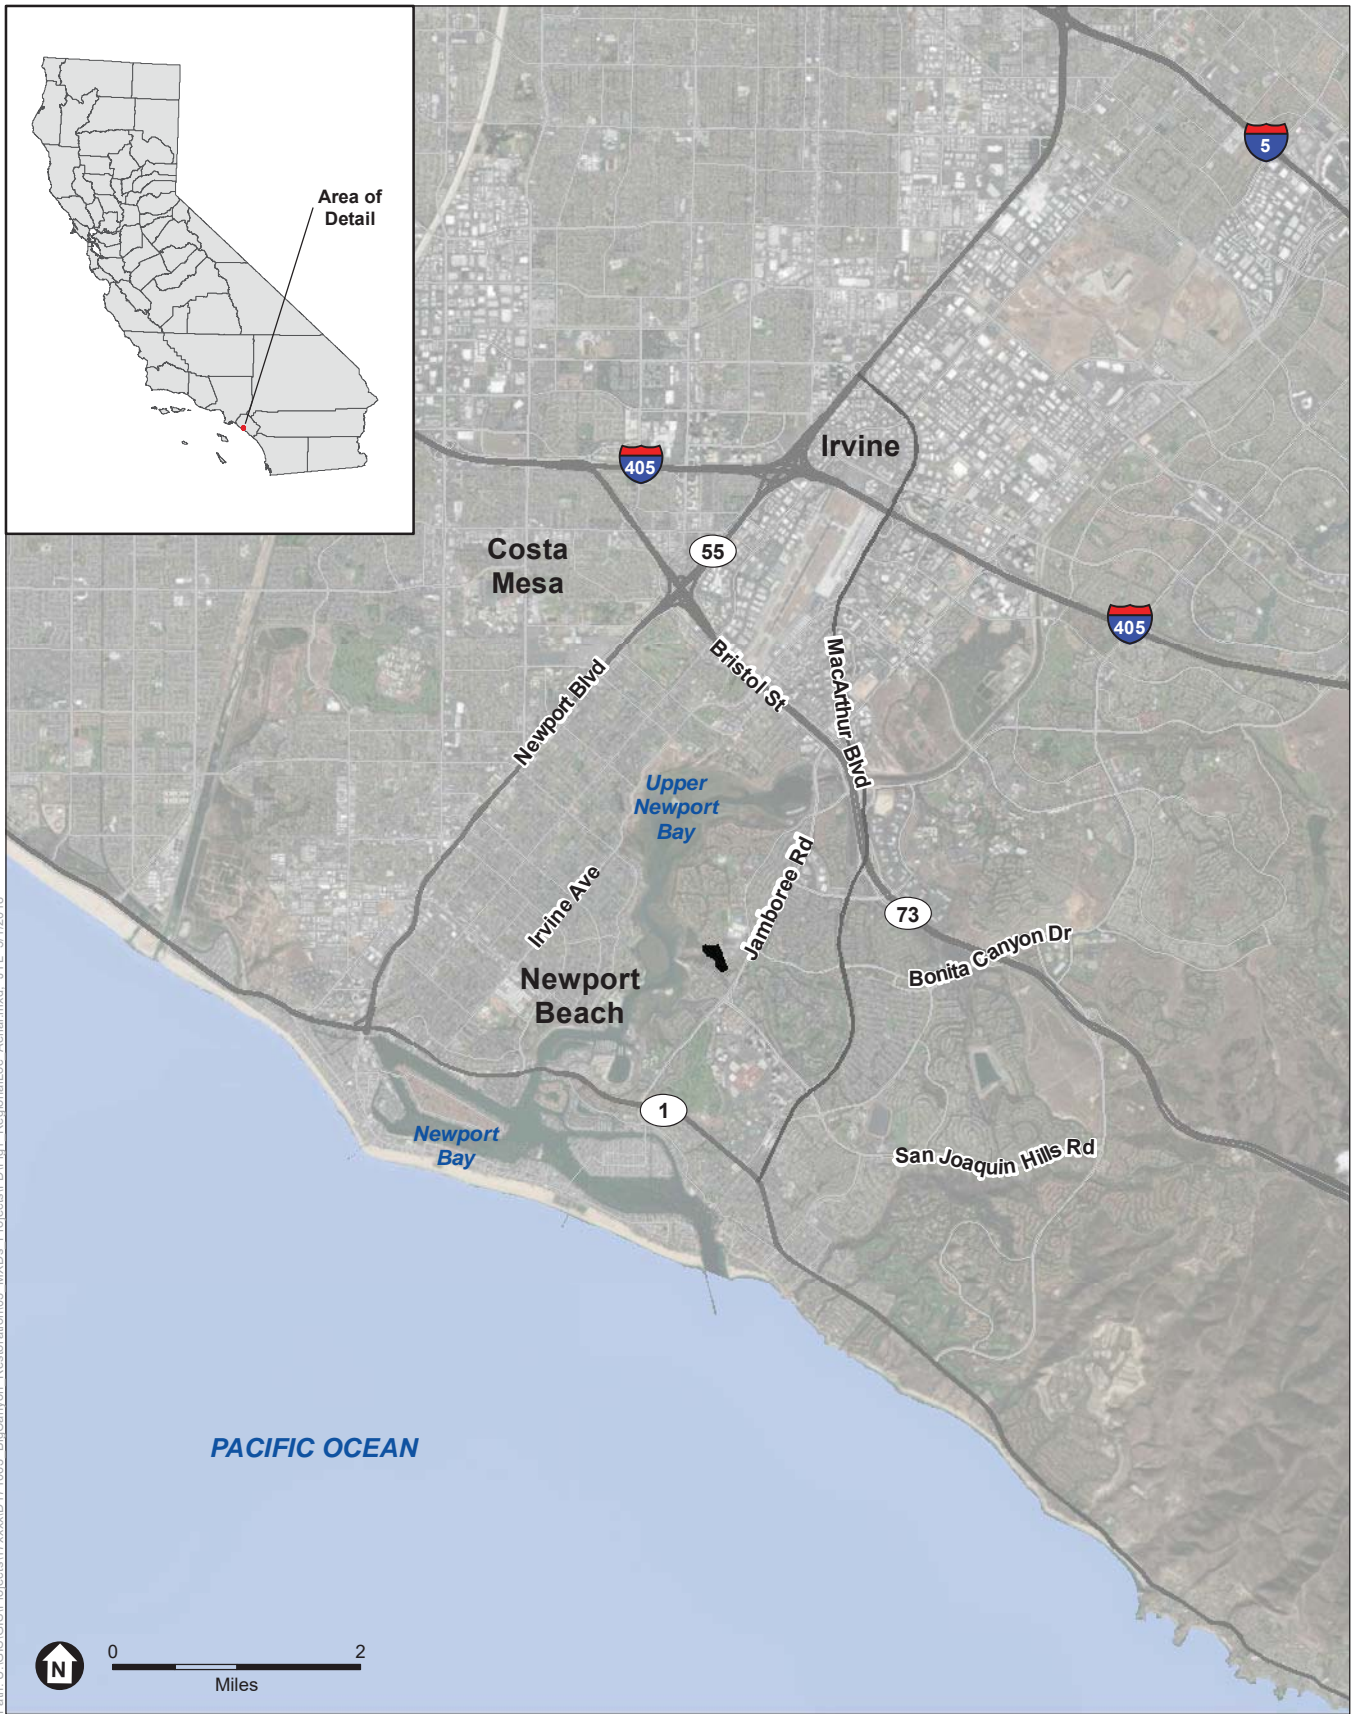 Area of
Detail
5
Irvine
405
Costa
Mesa
55
405
Newport Blvd
Bristol St
MacArthur Blvd
Upper
Newport
Bay
Irvine Ave
Jamboree Rd
73
Bonita Canyon Dr
Newport
Beach
1
Newport
Bay
San Joaquin Hills Rd
PACIFIC OCEAN
N
0 2
Miles